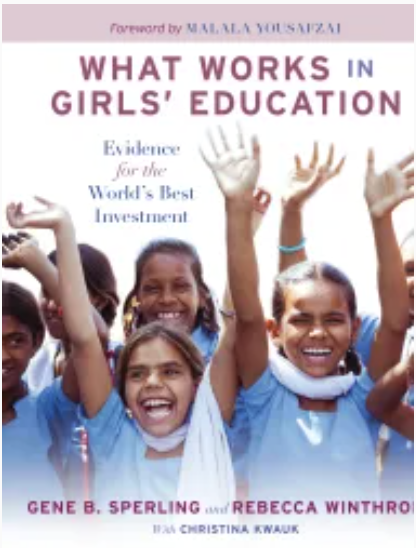 Foreword by MALALA YOUSAFZAI
WHAT WORKS IN
GIRLS' EDUCATION
Evidence
for the
World's Best
Investment
GENE B. SPERLING and REBECCA WINTHRO
With CHRISTINA KWAUK